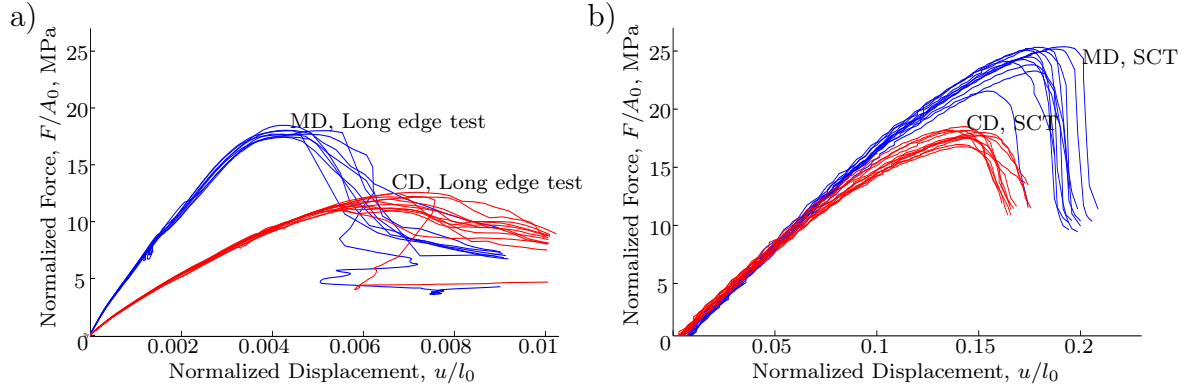 a)
Normalized Force, F/A₀, MPa
25
20
15
10
5
0
MD, Long edge test
CD, Long edge test
0.002
0.004
0.006
0.008
0.01
Normalized Displacement, u/l₀
b)
Normalized Force, F/A₀, MPa
25
20
15
10
5
0
MD, SCT
CD, SCT
0.05
0.1
0.15
0.2
Normalized Displacement, u/l₀